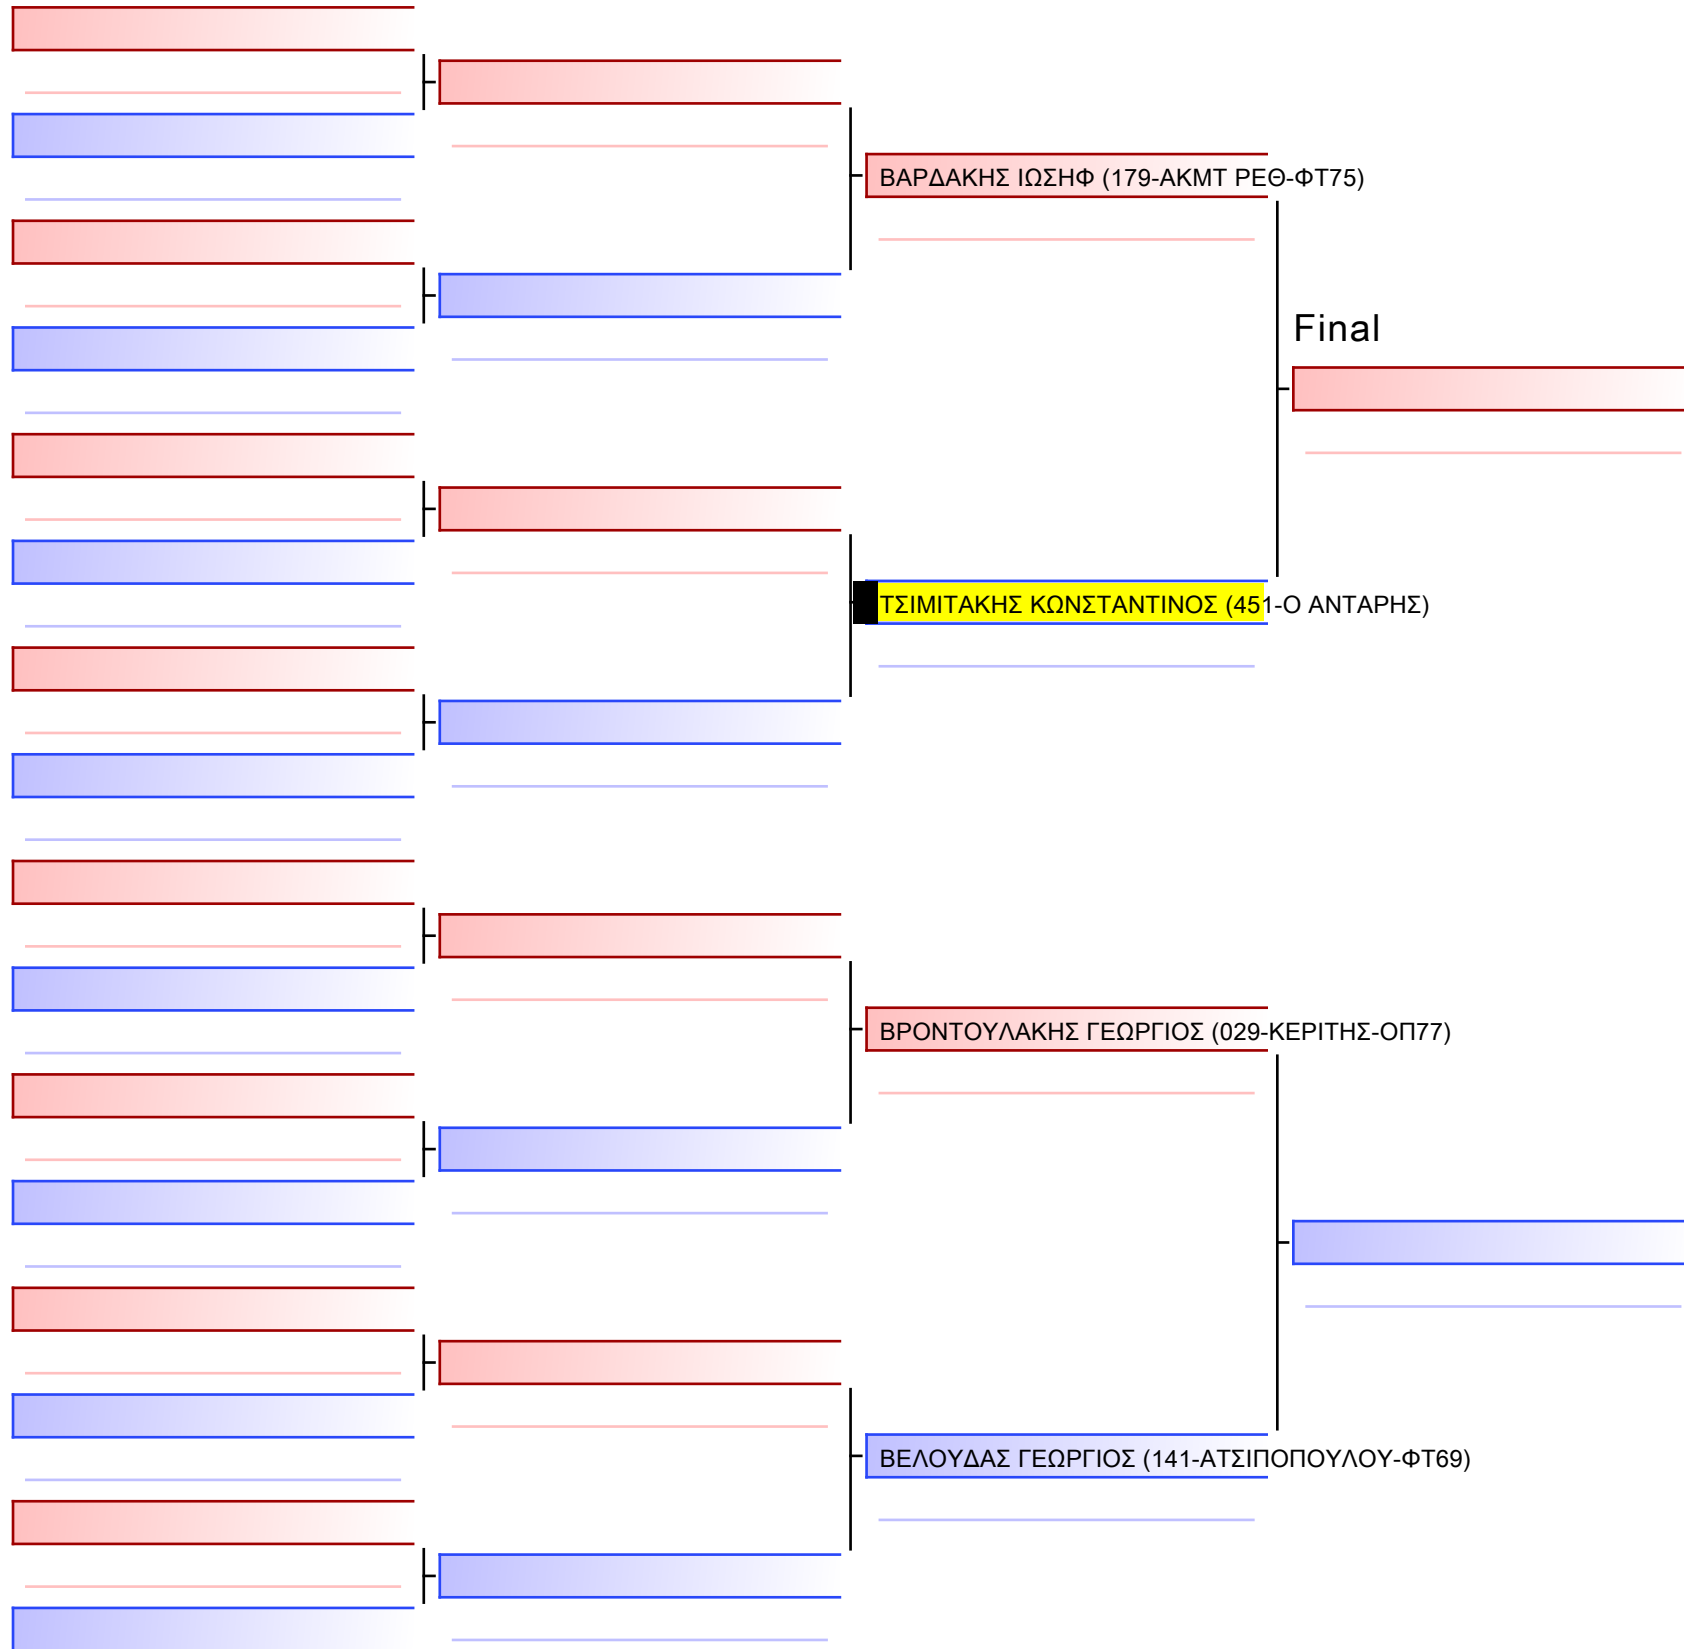 ΒΑΡΔΑΚΗΣ ΙΩΣΗΦ (179-ΑΚΜΤ ΡΕΘ-ΦΤ75)
Final
ΤΣΙΜΙΤΑΚΗΣ ΚΩΝΣΤΑΝΤΙΝΟΣ (451-Ο ΑΝΤΑΡΗΣ)
ΒΡΟΝΤΟΥΛΑΚΗΣ ΓΕΩΡΓΙΟΣ (029-ΚΕΡΙΤΗΣ-ΟΠ77)
ΒΕΛΟΥΔΑΣ ΓΕΩΡΓΙΟΣ (141-ΑΤΣΙΠΟΠΟΥΛΟΥ-ΦΤ69)